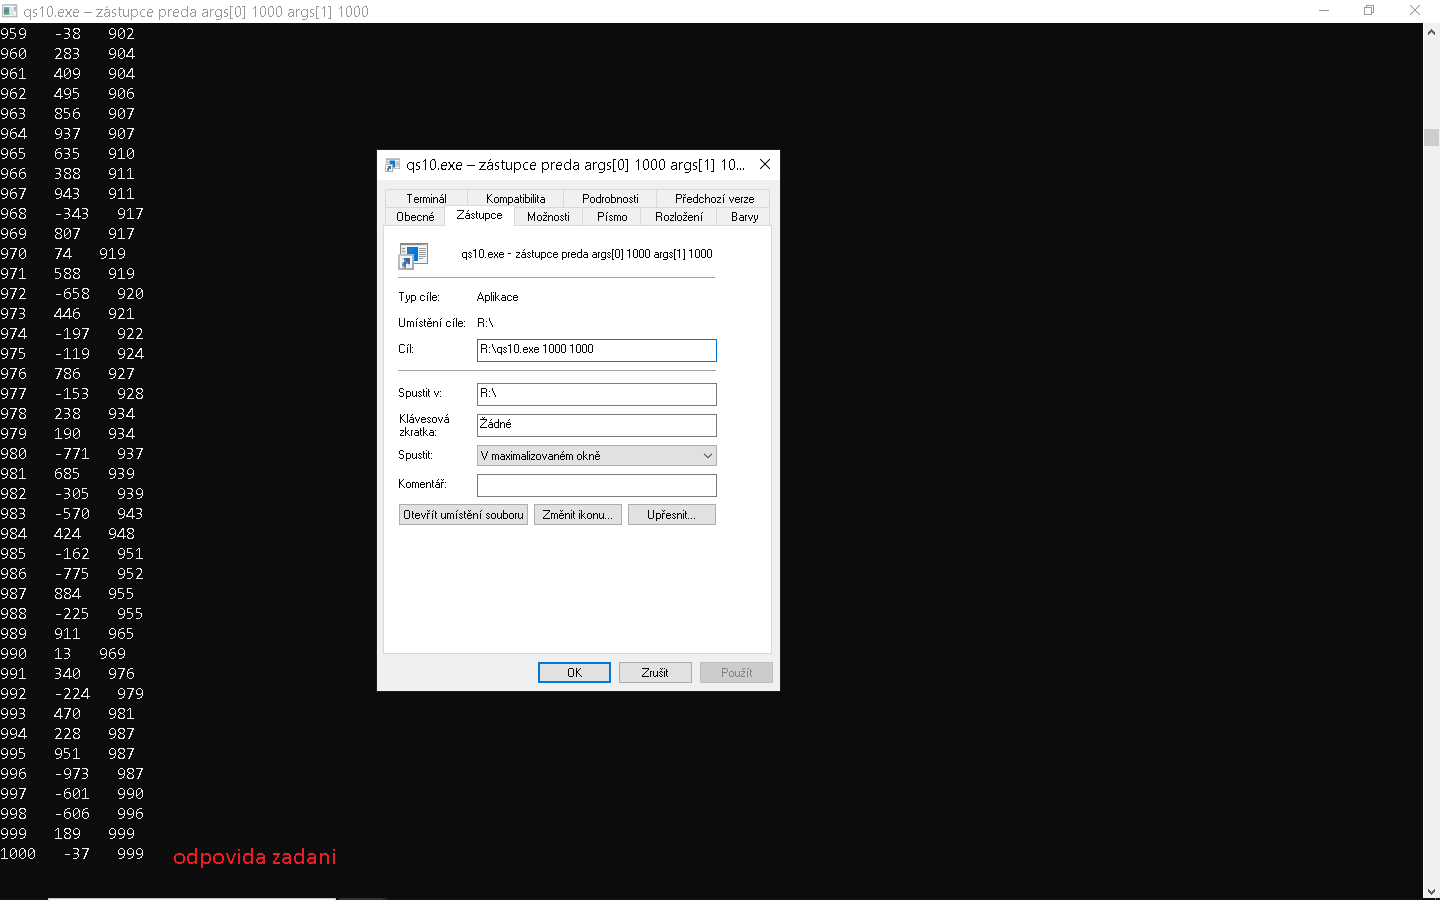 qs10.exe – zástupce preda args[0] 1000 args[1] 1000
959 -38 902
960 283 904
961 409 904
962 495 906
963 856 907
964 937 907
965 635 910
966 388 911
967 943 911
968 -343 917
969 807 917
970 74 919
971 588 919
972 -658 920
973 446 921
974 -197 922
975 -119 924
976 786 927
977 -153 928
978 238 934
979 190 934
980 -771 937
981 685 939
982 -305 939
983 -570 943
984 424 948
985 -162 951
986 -775 952
987 884 955
988 -225 955
989 911 965
990 13 969
991 340 976
992 -224 979
993 470 981
994 228 987
995 951 987
996 -973 987
997 -601 990
998 -606 996
999 189 999
1000 -37 999
odpovida zadani
qs10.exe – zástupce preda args[0] 1000 args[1] 10...
Terminál Kompatibilita Podrobnosti Předchozí verze
Obecné Zástupce Možnosti Písmo Rozložení Barvy
qs10.exe - zástupce preda args[0] 1000 args[1] 1000
Typ cíle: Aplikace
Umístění cíle: R:\
Cíl: R:\qs10.exe 1000 1000
Spustit v: R:\
Klávesová
zkratka: Žádné
Spustit: V maximalizovaném okně
Komentář:
Otevřít umístění souboru Změnit ikonu... Upřesnit...
OK Zrušit Použít